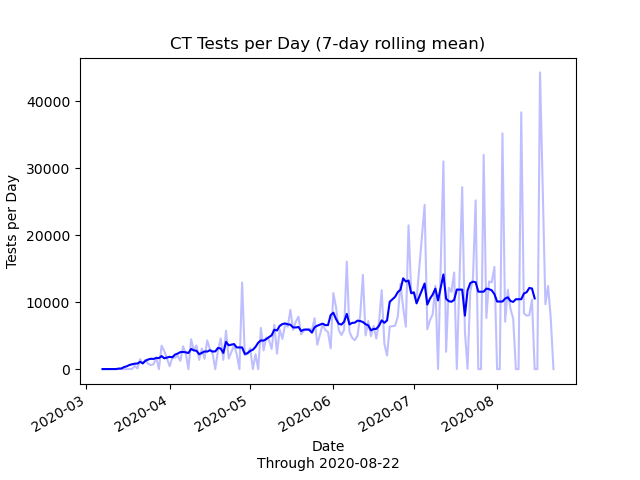 CT Tests per Day (7-day rolling mean)
Tests per Day
40000
30000
20000
10000
0
2020-03
2020-04
2020-05
2020-06
2020-07
2020-08
Date
Through 2020-08-22